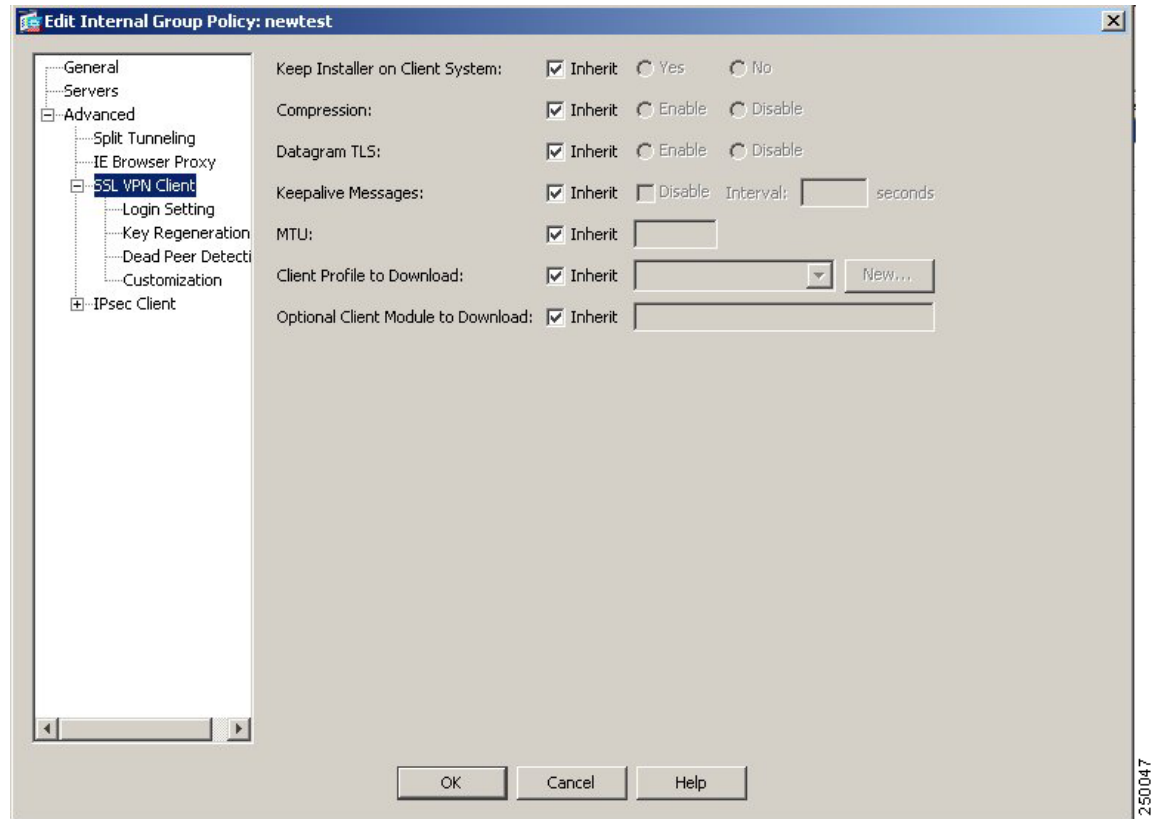 Edit Internal Group Policy: newtest
General
Servers
Advanced
Split Tunneling
IE Browser Proxy
SSL VPN Client
Login Setting
Key Regeneration
Dead Peer Detecti
Customization
IPsec Client
Keep Installer on Client System: Inherit Yes No
Compression: Inherit Enable Disable
Datagram TLS: Inherit Enable Disable
Keepalive Messages: Inherit Disable Interval: seconds
MTU: Inherit
Client Profile to Download: Inherit New...
Optional Client Module to Download: Inherit
OK Cancel Help
250047